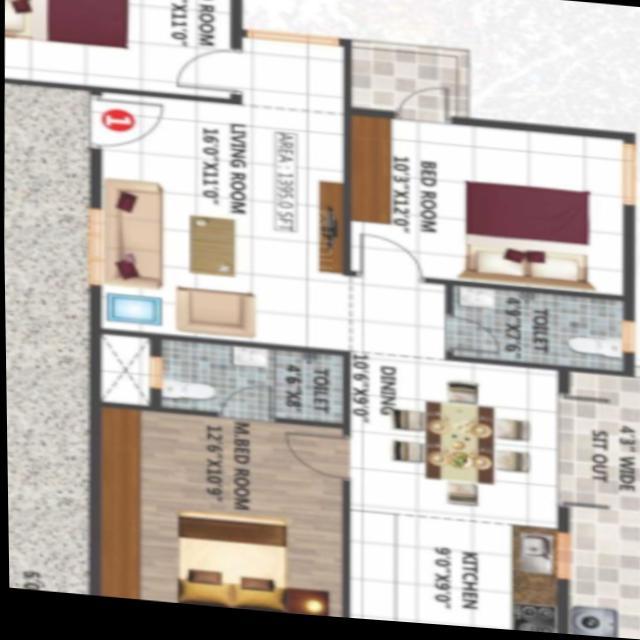 ROOM
X11'0"
1
LIVING ROOM
16'0"X11'0"
AREA : 1395.0 SFT
BED ROOM
10'3"X12'0"
TOILET
4'9"X7'6"
TOILET
4'6"X8'
DINING
10'6"X9'0"
4'3" WIDE
SIT OUT
M.BED ROOM
12'6"X10'9"
KITCHEN
9'0"X9'0"